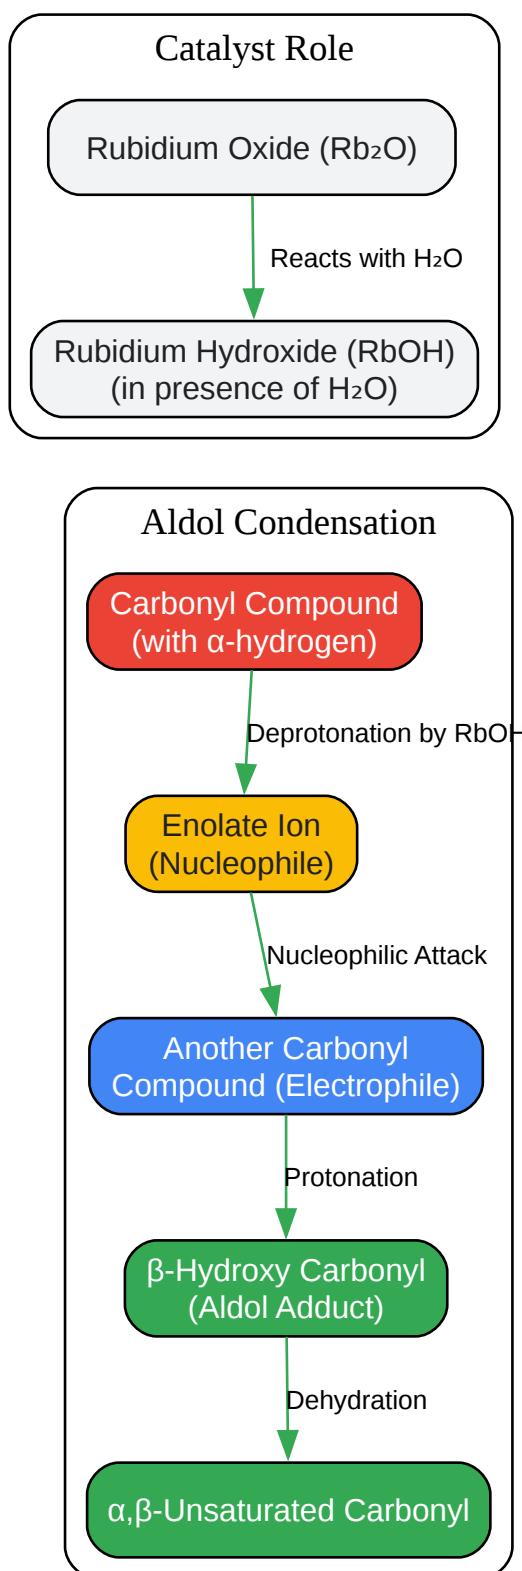 Catalyst Role
Rubidium Oxide (Rb₂O)
Reacts with H₂O
Rubidium Hydroxide (RbOH)
(in presence of H₂O)
Aldol Condensation
Carbonyl Compound
(with α-hydrogen)
Deprotonation by RbOH
Enolate Ion
(Nucleophile)
Nucleophilic Attack
Another Carbonyl
Compound (Electrophile)
Protonation
β-Hydroxy Carbonyl
(Aldol Adduct)
Dehydration
α,β-Unsaturated Carbonyl